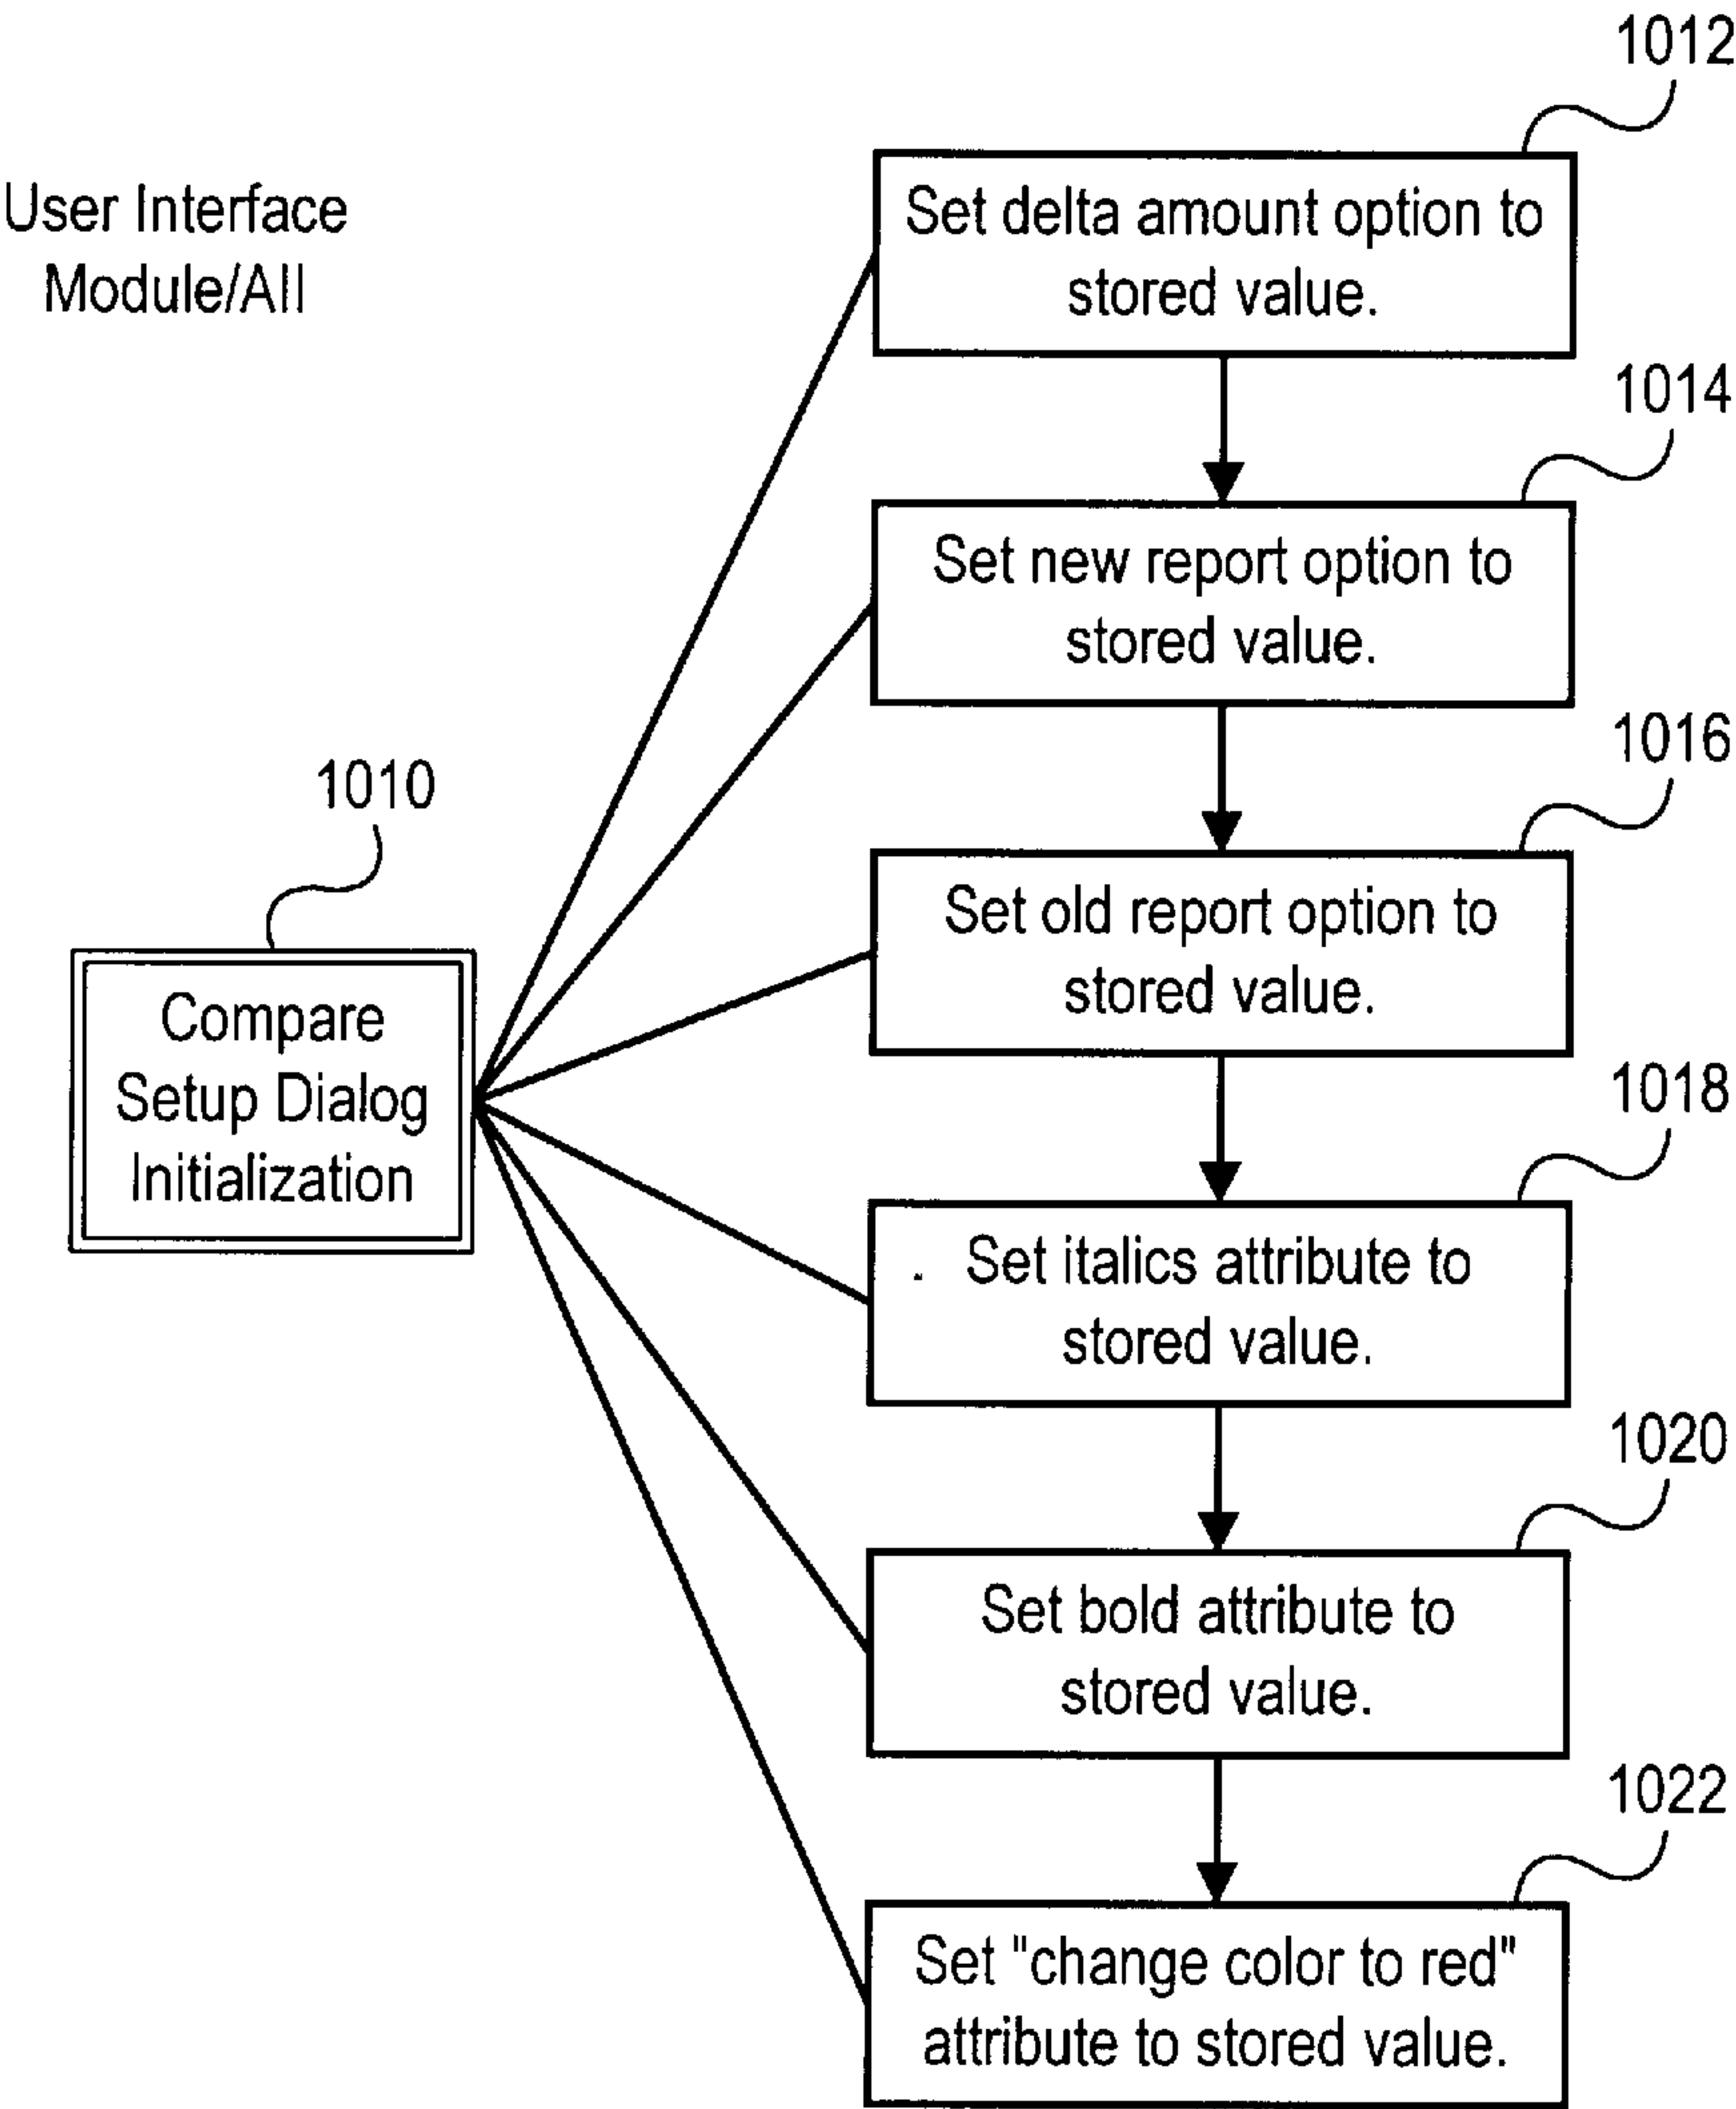 User Interface
Module/All
1012
Set delta amount option to
stored value.
1014
Set new report option to
stored value.
1016
Set old report option to
stored value.
1010
Compare
Setup Dialog
Initialization
1018
Set italics attribute to
stored value.
1020
Set bold attribute to
stored value.
1022
Set "change color to red"
attribute to stored value.